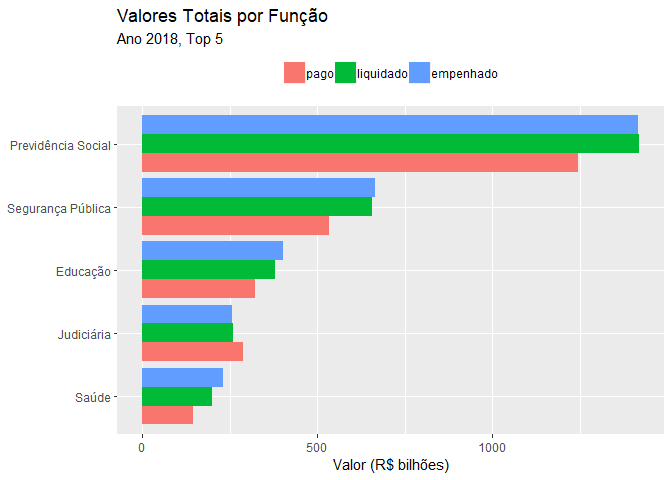 Valores Totais por Função
Ano 2018, Top 5
pago liquidado empenhado
Previdência Social
Segurança Pública
Educação
Judiciária
Saúde
0 500 1000
Valor (R$ bilhões)